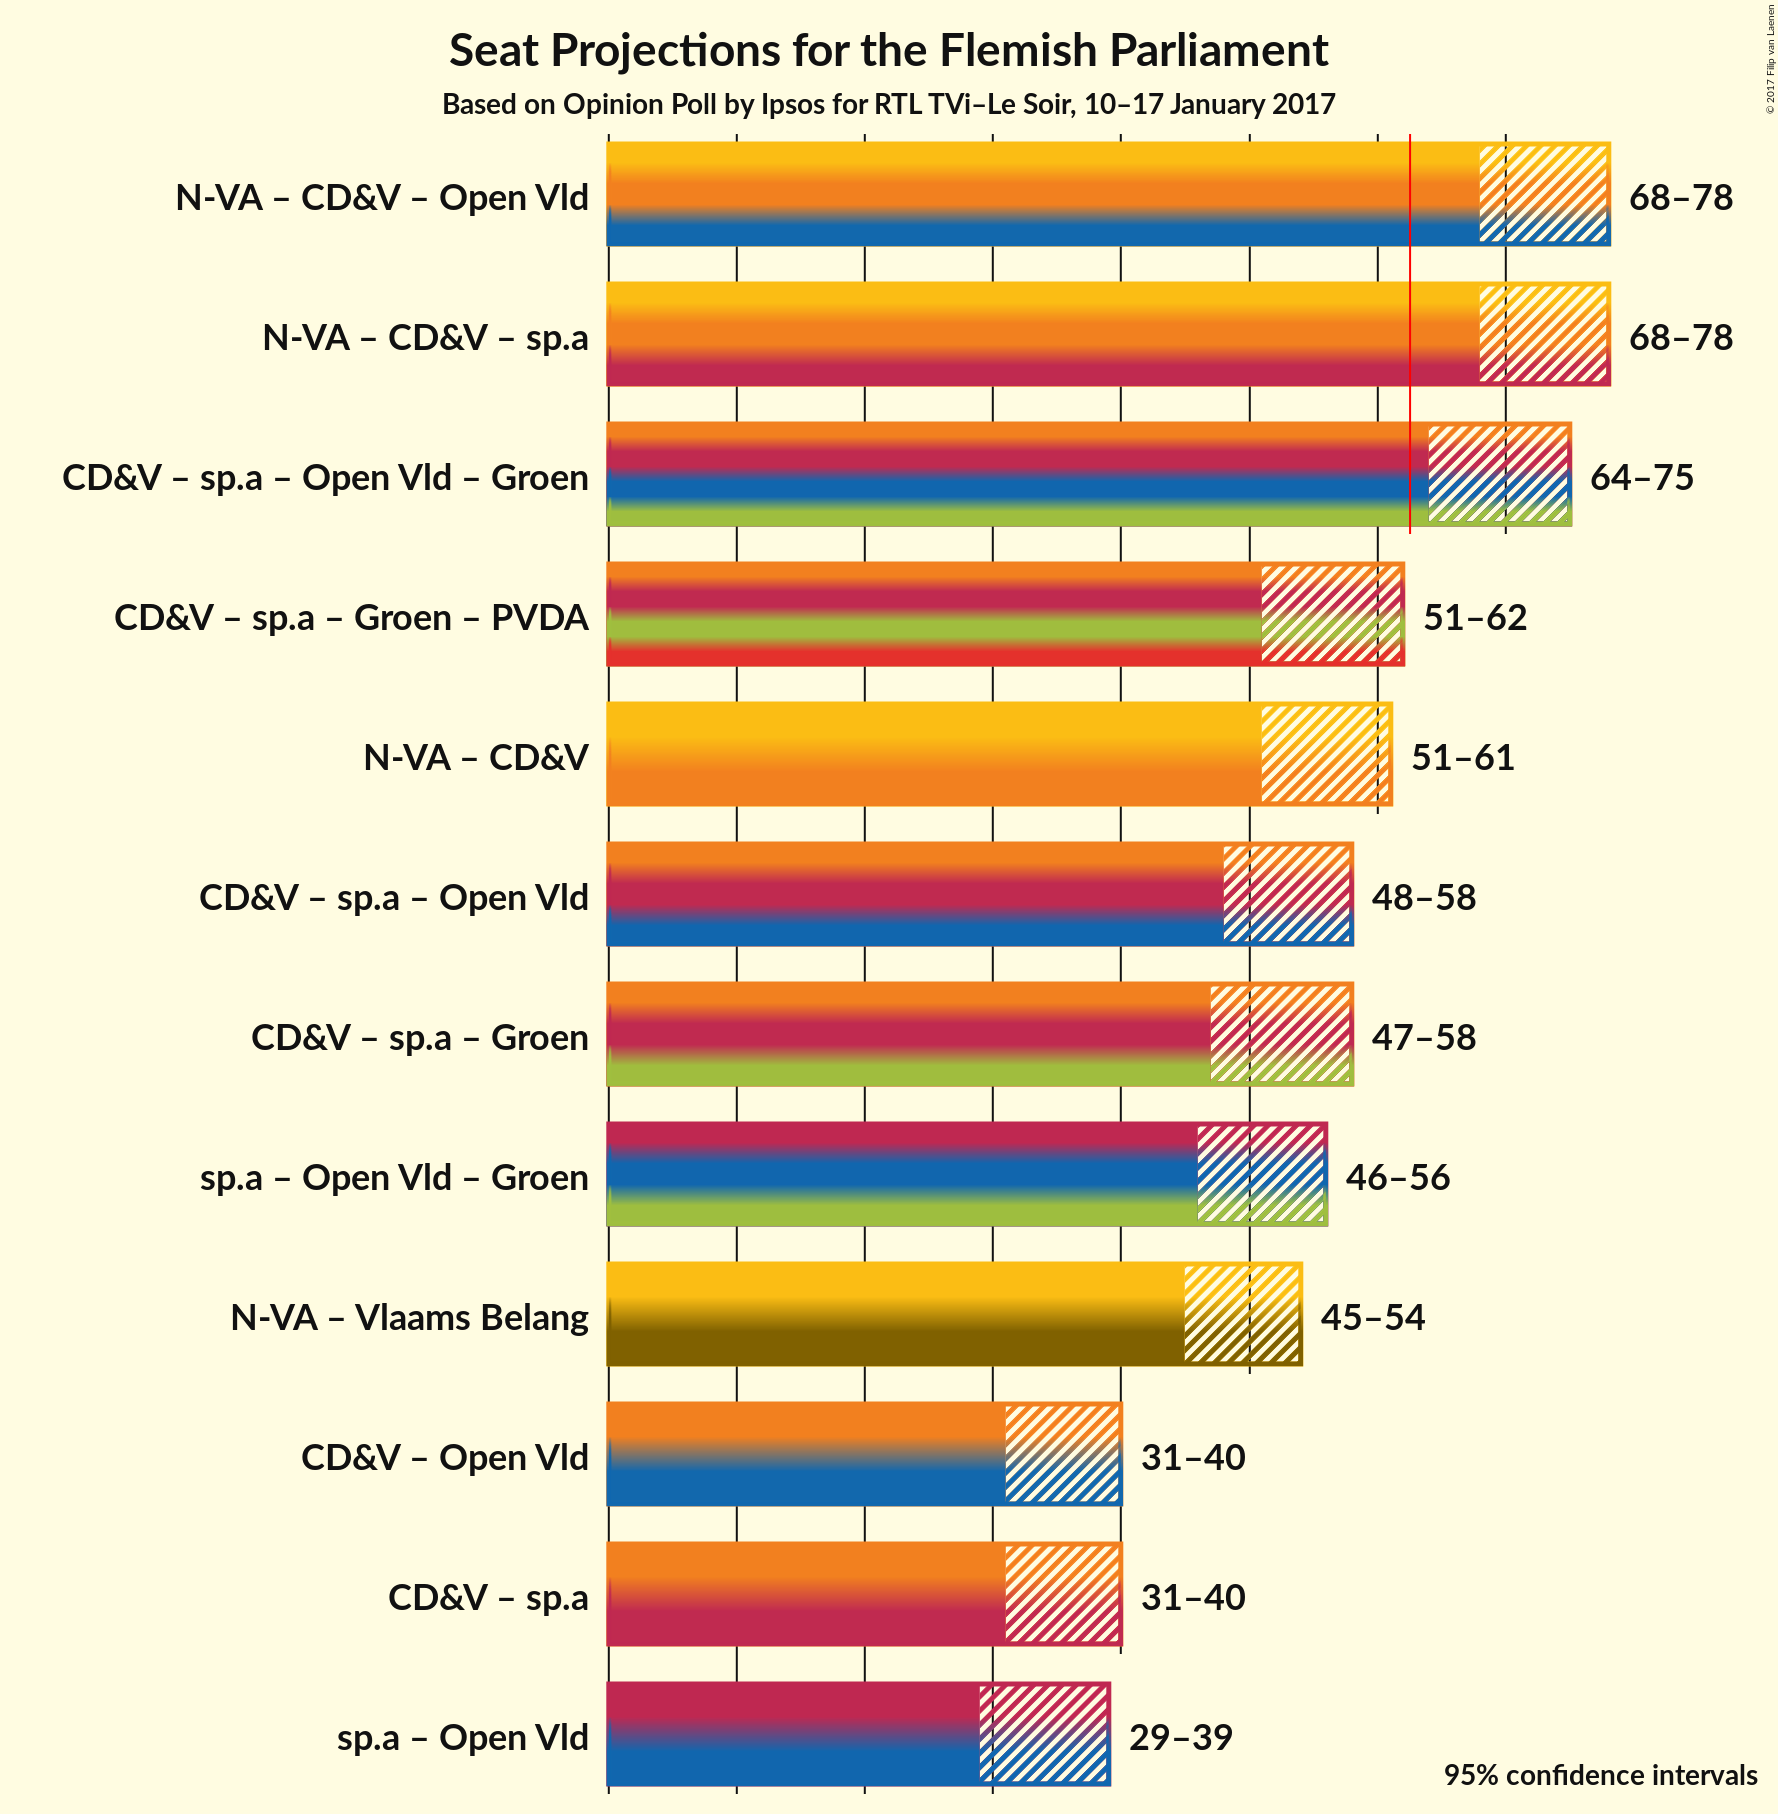 Seat Projections for the Flemish Parliament
Based on Opinion Poll by Ipsos for RTL TVi–Le Soir, 10–17 January 2017
© 2017 Filip van Laenen
N-VA – CD&V – Open Vld 68–78
N-VA – CD&V – sp.a 68–78
CD&V – sp.a – Open Vld – Groen 64–75
CD&V – sp.a – Groen – PVDA 51–62
N-VA – CD&V 51–61
CD&V – sp.a – Open Vld 48–58
CD&V – sp.a – Groen 47–58
sp.a – Open Vld – Groen 46–56
N-VA – Vlaams Belang 45–54
CD&V – Open Vld 31–40
CD&V – sp.a 31–40
sp.a – Open Vld 29–39
95% confidence intervals